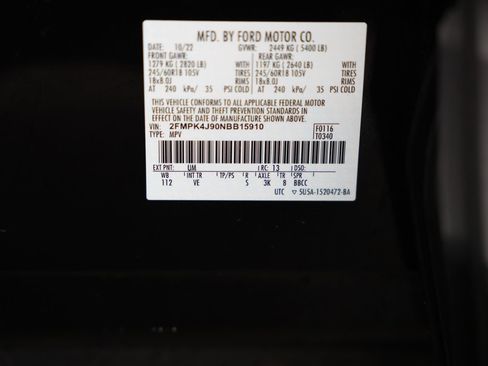 MFD. BY FORD MOTOR CO.
DATE: 10/22 GVWR: 2449 KG ( 5400 LB)
FRONT GAWR: REAR GAWR:
1279 KG ( 2820 LB) WITH 1197 KG ( 2640 LB) WITH
245/60R18 105V TIRES 245/60R18 105V TIRES
18x8.0J RIMS 18x8.0J RIMS
AT 240 kPa/ 35 PSI COLD AT 240 kPa/ 35 PSI COLD
THIS VEHICLE CONFORMS TO ALL APPLICABLE FEDERAL MOTOR
VEHICLE SAFETY AND THEFT PREVENTION STANDARDS IN
EFFECT ON THE DATE OF MANUFACTURE SHOWN ABOVE.
VIN: 2FMPK4J90NBB15910 F0116
TYPE: MPV T0340
EXT PNT: UM RC: 13 DSO:
WB INT TR TP/PS R AXLE TR SPR
112 VE S 3K 8 BBCC
UTC ▽ 5U5A-1520472-BA